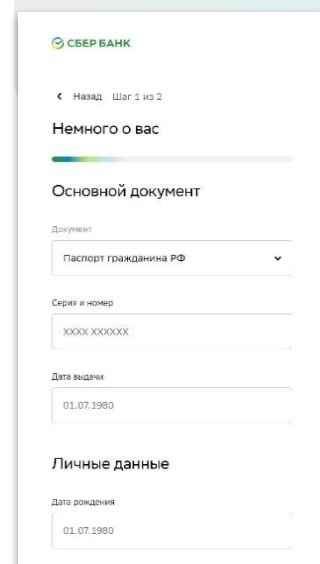 СБЕР БАНК
Назад Шаг 1 из 2
Немного о вас
Основной документ
Документ
Паспорт гражданина РФ
Серия и номер
XXXX XXXXXX
Дата выдачи
01.07.1980
Личные данные
Дата рождения
01.07.1980